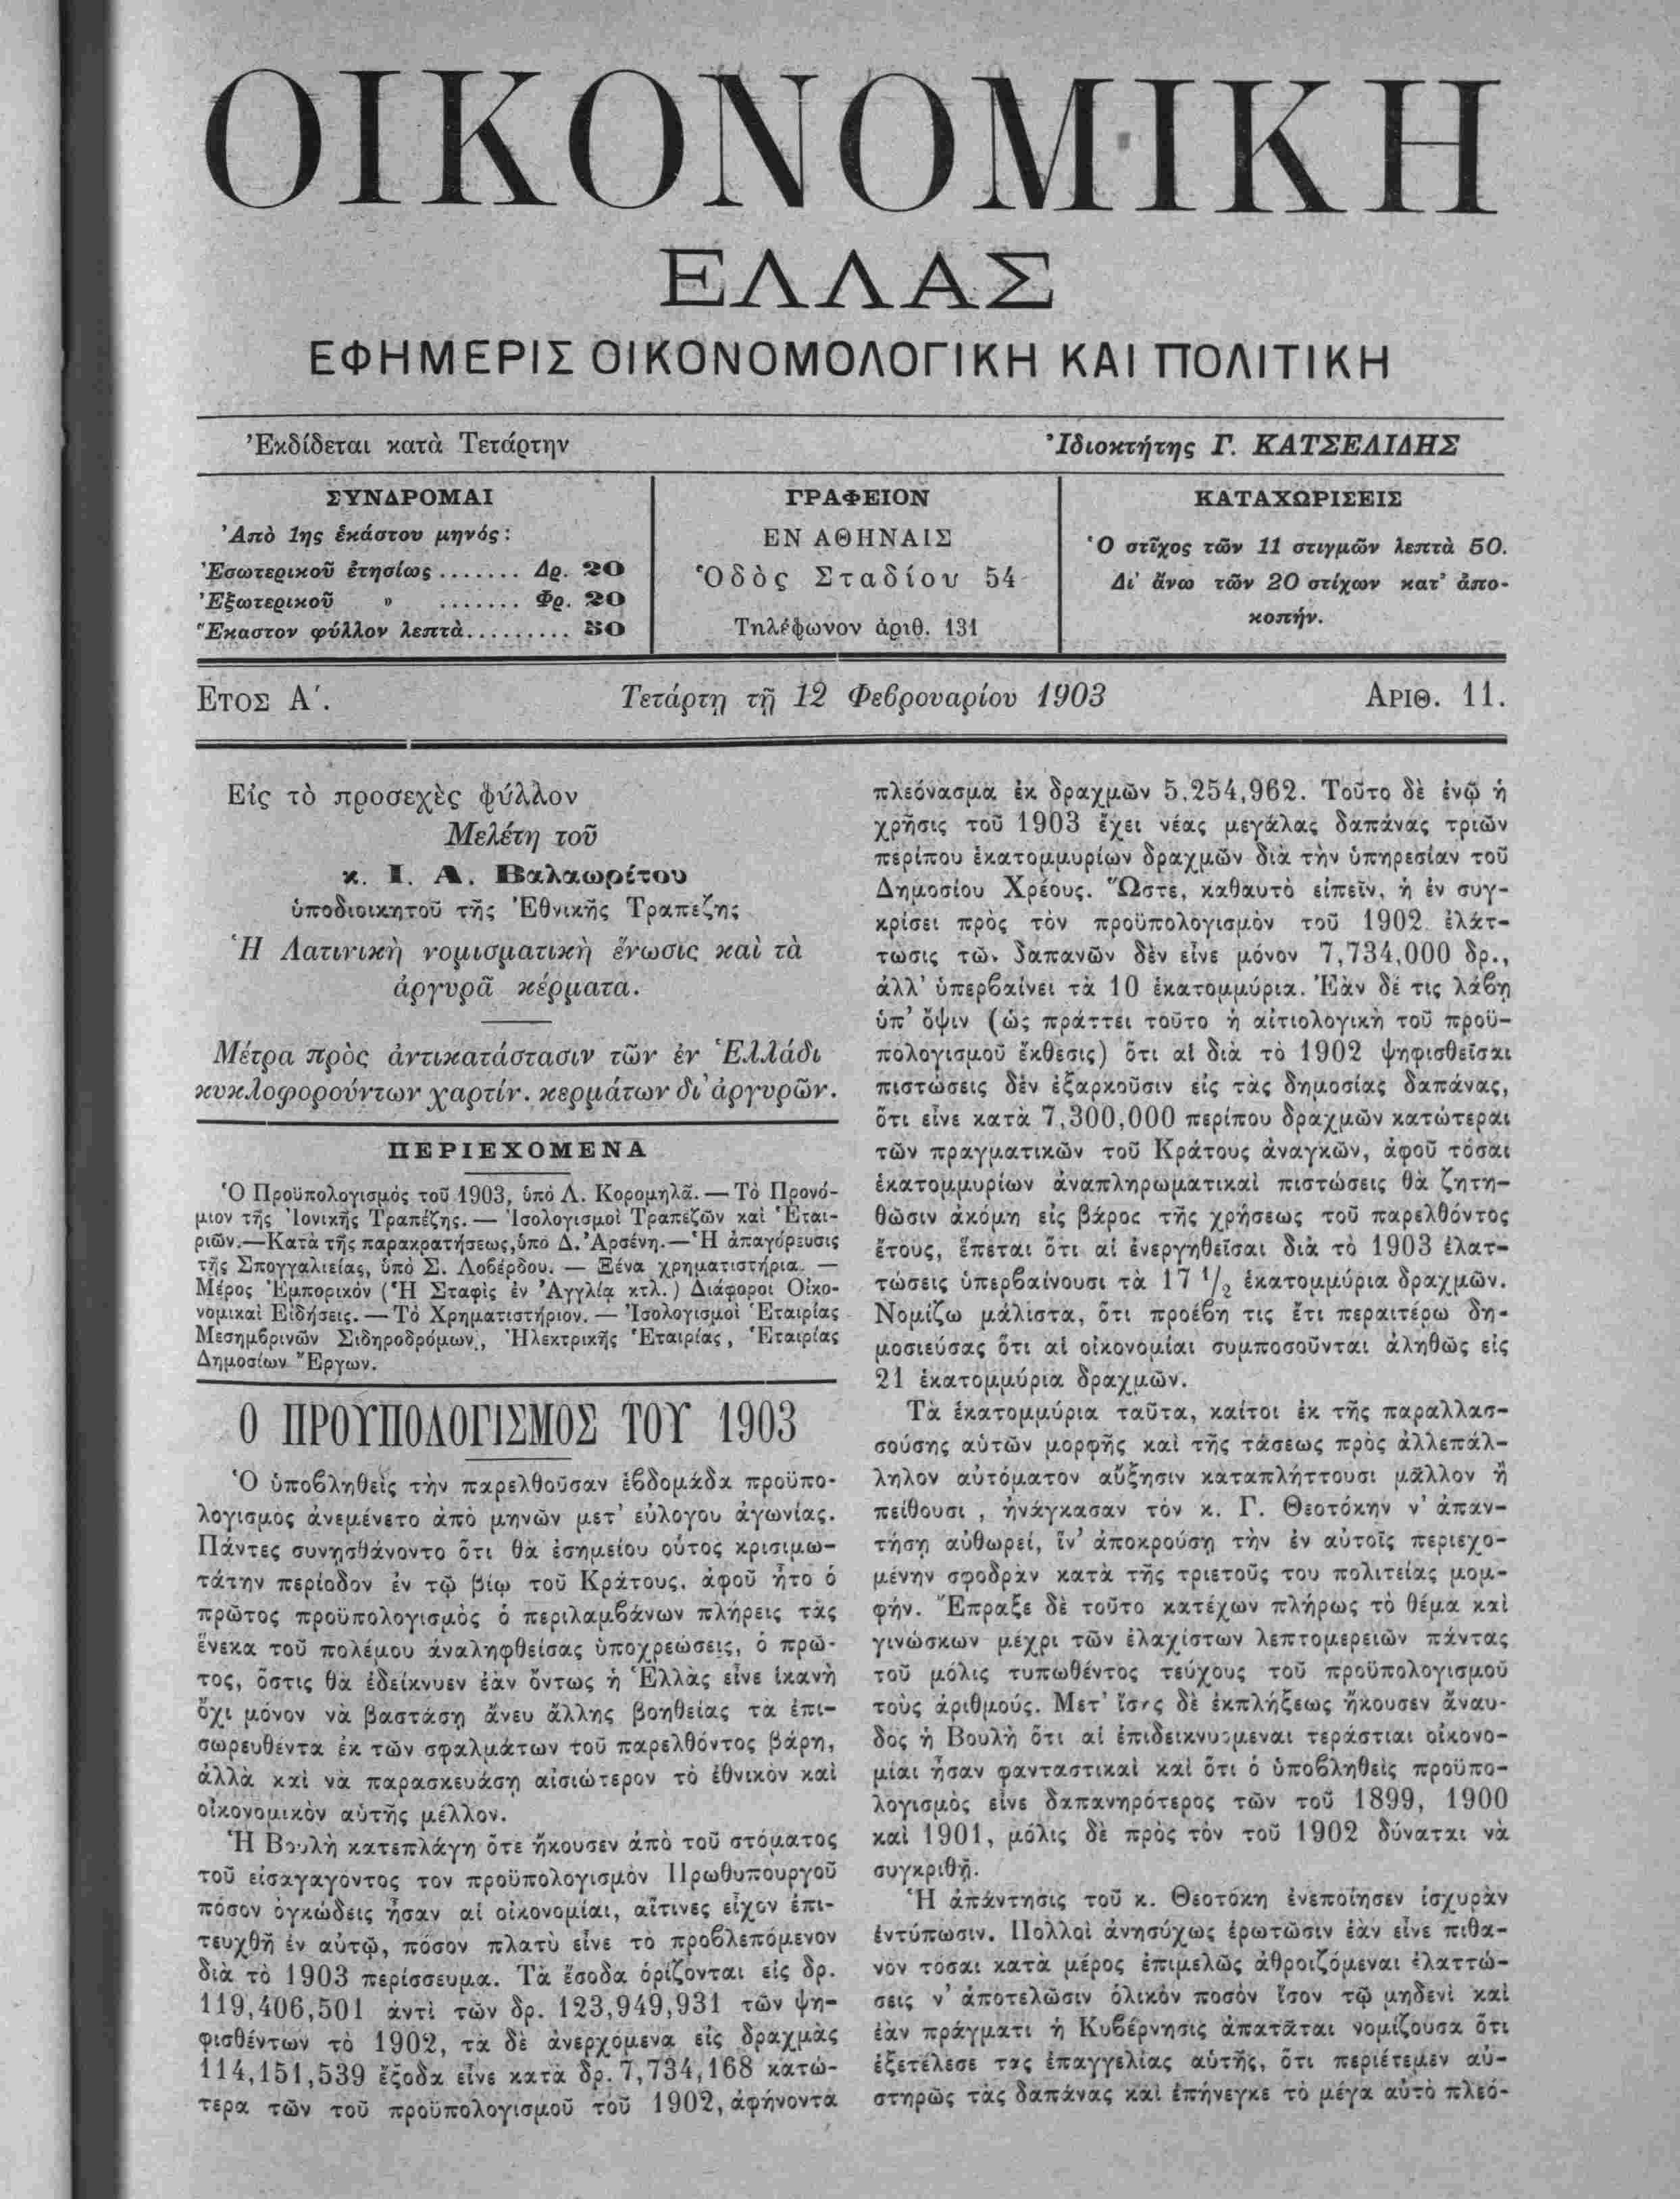 ΟΙΚΟΝΟΜΙΚΗ
ΕΛΛΑΣ
ΕΦΗΜΕΡΙΣ ΟΙΚΟΝΟΜΟΛΟΓΙΚΗ ΚΑΙ ΠΟΛΙΤΙΚΗ
Ἐκδίδεται κατὰ Τετάρτην
Ἰδιοκτήτης Γ. ΚΑΤΣΕΛΙΔΗΣ
ΣΥΝΔΡΟΜΑΙ
Ἀπὸ 1ης ἑκάστου μηνός:
Ἐσωτερικοῦ ἐτησίως ....... Δρ. 20
Ἐξωτερικοῦ » ....... Φρ. 20
Ἕκαστον φύλλον λεπτὰ.......... 50
ΓΡΑΦΕΙΟΝ
ΕΝ ΑΘΗΝΑΙΣ
Ὁδὸς Σταδίου 54
Τηλέφωνον ἀριθ. 131
ΚΑΤΑΧΩΡΙΣΕΙΣ
Ὁ στῖχος τῶν 11 στιγμῶν λεπτὰ 50.
Δι' ἄνω τῶν 20 στίχων κατ' ἀπο-
κοπήν.
ΕΤΟΣ Α΄.
Τετάρτῃ τῇ 12 Φεβρουαρίου 1903
ΑΡΙΘ. 11.
Εἰς τὸ προσεχὲς φύλλον
Μελέτη τοῦ
κ. Ι. Α. Βαλαωρίτου
ὑποδιοικητοῦ τῆς Ἐθνικῆς Τραπέζης
Ἡ Λατινικὴ νομισματικὴ ἕνωσις καὶ τὰ
ἀργυρᾶ κέρματα.
Μέτρα πρὸς ἀντικατάστασιν τῶν ἐν Ἑλλάδι
κυκλοφορούντων χαρτίν. κερμάτων δι' ἀργυρῶν.
ΠΕΡΙΕΧΟΜΕΝΑ
Ὁ Προϋπολογισμός τοῦ 1903, ὑπό Λ. Κορομηλᾶ. — Τὸ Προνό-
μιον τῆς Ἰονικῆς Τραπέζης. — Ἰσολογισμοὶ Τραπεζῶν καὶ Ἑται-
ριῶν.—Κατὰ τῆς παρακρατήσεως, ὑπό Δ. Ἀρσένη.—Ἡ ἀπαγόρευσις
τῆς Σπογγαλιείας, ὑπὸ Σ. Λοβέρδου. — Ξένα χρηματιστήρια. —
Μέρος Ἐμπορικόν (Ἡ Σταφὶς ἐν Ἀγγλίᾳ κτλ.) Διάφοροι Οἰκο-
νομικαὶ Εἰδήσεις. — Τὸ Χρηματιστήριον. — Ἰσολογισμοὶ Ἑταιρίας
Μεσημβρινῶν Σιδηροδρόμων, Ἠλεκτρικῆς Ἑταιρίας, Ἑταιρίας
Δημοσίων Ἔργων.
Ο ΠΡΟΥΠΟΛΟΓΙΣΜΟΣ ΤΟΥ 1903
Ὁ ὑποβληθεὶς τὴν παρελθοῦσαν ἑβδομάδα προϋπο-
λογισμος ἀνεμένετο ἀπὸ μηνῶν μετ' εὐλογου ἀγωνίας.
Πάντες συνῃσθάνοντο ὅτι θὰ ἐσημείου οὗτος κρισιμω-
τάτην περίοδον ἐν τῷ βίῳ τοῦ Κράτους, ἀφοῦ ἦτο ὁ
πρῶτος προϋπολογισμὸς ὁ περιλαμβάνων πλήρεις τὰς
ἕνεκα τοῦ πολέμου ἀναληφθείσας ὑποχρεώσεις, ὁ πρῶ-
τος, ὅστις θὰ ἐδείκνυεν ἐὰν ὄντως ἡ Ἑλλὰς εἶνε ἱκανὴ
ὄχι μόνον νὰ βαστάσῃ ἄνευ ἄλλης βοηθείας τὰ ἐπι-
σωρευθέντα ἐκ τῶν σφαλμάτων τοῦ παρελθόντος βάρη,
ἀλλὰ καὶ νὰ παρασκευάσῃ αἰσιώτερον τὸ ἐθνικὸν καὶ
οἰκονομικὸν αὑτῆς μέλλον.
Ἡ Βουλὴ κατεπλάγη ὅτε ἤκουσεν ἀπὸ τοῦ στόματος
τοῦ εἰσαγαγόντος τον προϋπολογισμὸν Πρωθυπουργοῦ
πόσον ὀγκώδεις ἦσαν αἱ οἰκονομίαι, αἵτινες εἶχον ἐπι-
τευχθῆ ἐν αὐτῷ, πόσον πλατὺ εἶνε τὸ προβλεπόμενον
διὰ τὸ 1903 περίσσευμα. Τὰ ἔσοδα ὁρίζονται εἰς δρ.
119,406,501 ἀντὶ τῶν δρ. 123,949,931 τῶν ψη-
φισθέντων τὸ 1902, τὰ δὲ ἀνερχόμενα εἰς δραχμὰς
114,151,539 ἔξοδα εἶνε κατὰ δρ. 7,734,168 κατώ-
τερα τῶν τοῦ προϋπολογισμοῦ τοῦ 1902, ἀφήνοντα
πλεόνασμα ἐκ δραχμῶν 5.254,962. Τοῦτο δὲ ἐνῷ ἡ
χρῆσις τοῦ 1903 ἔχει νέας μεγάλας δαπάνας τριῶν
περίπου ἑκατομμυρίων δραχμῶν διὰ τὴν ὑπηρεσίαν τοῦ
Δημοσίου Χρέους. Ὥστε, καθαυτὸ εἰπεῖν, ἡ ἐν συγ-
κρίσει πρὸς τὸν προϋπολογισμὸν τοῦ 1902 ἐλάτ-
τωσις τῶν δαπανῶν δὲν εἶνε μόνον 7,734,000 δρ.,
ἀλλ' ὑπερβαίνει τὰ 10 ἑκατομμύρια. Ἐὰν δέ τις λάβῃ
ὑπ' ὄψιν (ὡς πράττει τοῦτο ἡ αἰτιολογικὴ τοῦ προϋ-
πολογισμοῦ ἔκθεσις) ὅτι αἱ διὰ τὸ 1902 ψηφισθεῖσαι
πιστώσεις δὲν ἐξαρκοῦσιν εἰς τὰς δημοσίας δαπάνας,
ὅτι εἶνε κατὰ 7,300,000 περίπου δραχμῶν κατώτεραι
τῶν πραγματικῶν τοῦ Κράτους ἀναγκῶν, ἀφοῦ τόσαι
ἑκατομμυρίων ἀναπληρωματικαὶ πιστώσεις θὰ ζητη-
θῶσιν ἀκόμη εἰς βάρος τῆς χρήσεως τοῦ παρελθόντος
ἔτους, ἕπεται ὅτι αἱ ἐνεργηθεῖσαι διὰ τὸ 1903 ἐλατ-
τώσεις ὑπερβαίνουσι τὰ 17 1/2 ἑκατομμύρια δραχμῶν.
Νομίζω μάλιστα, ὅτι προέβη τις ἔτι περαιτέρω δη-
μοσιεύσας ὅτι αἱ οἰκονομίαι συμποσοῦνται ἀληθῶς εἰς
21 ἑκατομμύρια δραχμῶν.
Τὰ ἑκατομμύρια ταῦτα, καίτοι ἐκ τῆς παραλλασ-
σούσης αὑτῶν μορφῆς καὶ τῆς τάσεως πρὸς ἀλλεπάλ-
ληλον αὐτόματον αὔξησιν καταπλήττουσι μᾶλλον ἢ
πείθουσι , ἠνάγκασαν τὸν κ. Γ. Θεοτόκην ν' ἀπαν-
τήσῃ αὐθωρεί, ἵν' ἀποκρούσῃ τὴν ἐν αὐτοῖς περιεχο-
μένην σφοδρὰν κατὰ τῆς τριετοῦς του πολιτείας μομ-
φήν. Ἔπραξε δὲ τοῦτο κατέχων πλήρως τὸ θέμα καὶ
γινώσκων μέχρι τῶν ἐλαχίστων λεπτομερειῶν πάντας
τοῦ μόλις τυπωθέντος τεύχους τοῦ προϋπολογισμοῦ
τοὺς ἀριθμούς. Μετ' ἴσης δὲ ἐκπλήξεως ἤκουσεν ἄναυ-
δος ἡ Βουλὴ ὅτι αἱ ἐπιδεικνυόμεναι τεράστιαι οἰκονο-
μίαι ἦσαν φανταστικαὶ καὶ ὅτι ὁ ὑποβληθεὶς προϋπο-
λογισμὸς εἶνε δαπανηρότερος τῶν τοῦ 1899, 1900
καὶ 1901, μόλις δὲ πρὸς τὸν τοῦ 1902 δύναται νὰ
συγκριθῇ.
Ἡ ἀπάντησις τοῦ κ. Θεοτόκη ἐνεποίησεν ἰσχυρὰν
ἐντύπωσιν. Πολλοὶ ἀνησύχως ἐρωτῶσιν ἐὰν εἶνε πιθα-
νὸν τόσαι κατὰ μέρος ἐπιμελῶς ἀθροιζόμεναι ἐλαττώ-
σεις ν' ἀποτελῶσιν ὁλικὸν ποσὸν ἴσον τῷ μηδενὶ καὶ
ἐὰν πράγματι ἡ Κυβέρνησις ἀπατᾶται νομίζουσα ὅτι
ἐξετέλεσε τὰς ἐπαγγελίας αὑτῆς, ὅτι περιέτεμεν αὐ-
στηρῶς τὰς δαπάνας καὶ ἐπήνεγκε τὸ μέγα αὐτὸ πλεό-